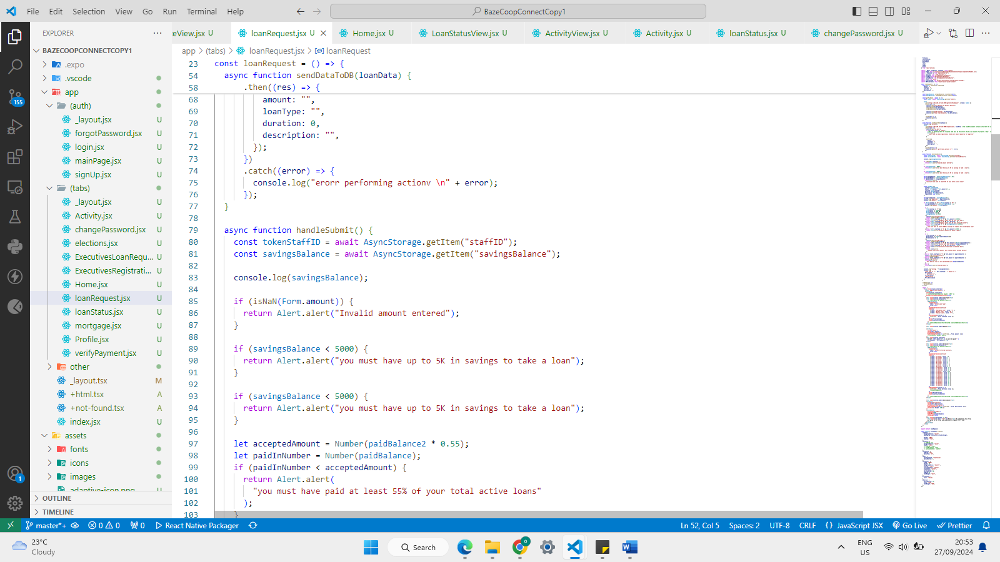 File Edit Selection View Go Run Terminal Help
BazeCoopConnectCopy1
EXPLORER
BAZECOOPCONNECTCOPY1
.expo
.vscode
app
(auth)
_layout.jsx U
forgotPassword.jsx U
login.jsx U
mainPage.jsx U
signUp.jsx U
(tabs)
_layout.jsx U
Activity.jsx U
changePassword.jsx U
elections.jsx U
ExecutivesLoanRequ... U
ExecutivesRegistrati... U
Home.jsx U
loanRequest.jsx U
loanStatus.jsx U
mortgage.jsx U
Profile.jsx U
verifyPayment.jsx U
other
_layout.tsx M
+html.tsx A
+not-found.tsx A
index.jsx U
assets
fonts
icons
images
adaptive-icon.png U
OUTLINE
TIMELINE
155
1
eView.jsx U
loanRequest.jsx U
Home.jsx U
LoanStatusView.jsx U
ActivityView.jsx U
Activity.jsx U
loanStatus.jsx U
changePassword.jsx U
app > (tabs) > loanRequest.jsx > loanRequest
23 const loanRequest = () => {
54 async function sendDataToDB(loanData) {
58 .then((res) => {
68 amount: "",
69 loanType: "",
70 duration: 0,
71 description: "",
72 });
73 })
74 .catch((error) => {
75 console.log("erorr performing actionv \n" + error);
76 });
77 }
78
79 async function handleSubmit() {
80 const tokenStaffID = await AsyncStorage.getItem("staffID");
81 const savingsBalance = await AsyncStorage.getItem("savingsBalance");
82
83 console.log(savingsBalance);
84
85 if (isNaN(Form.amount)) {
86 return Alert.alert("Invalid amount entered");
87 }
88
89 if (savingsBalance < 5000) {
90 return Alert.alert("you must have up to 5K in savings to take a loan");
91 }
92
93 if (savingsBalance < 5000) {
94 return Alert.alert("you must have up to 5K in savings to take a loan");
95 }
96
97 let acceptedAmount = Number(paidBalance2 * 0.55);
98 let paidInNumber = Number(paidBalance);
99 if (paidInNumber < acceptedAmount) {
100 return Alert.alert(
101 "you must have paid at least 55% of your total active loans"
102 );
103 }
master*+ 0 0 0 React Native Packager
Ln 52, Col 5 Spaces: 2 UTF-8 CRLF {} JavaScript JSX Go Live Prettier
23°C
Cloudy
Search
ENG
US
20:53
27/09/2024